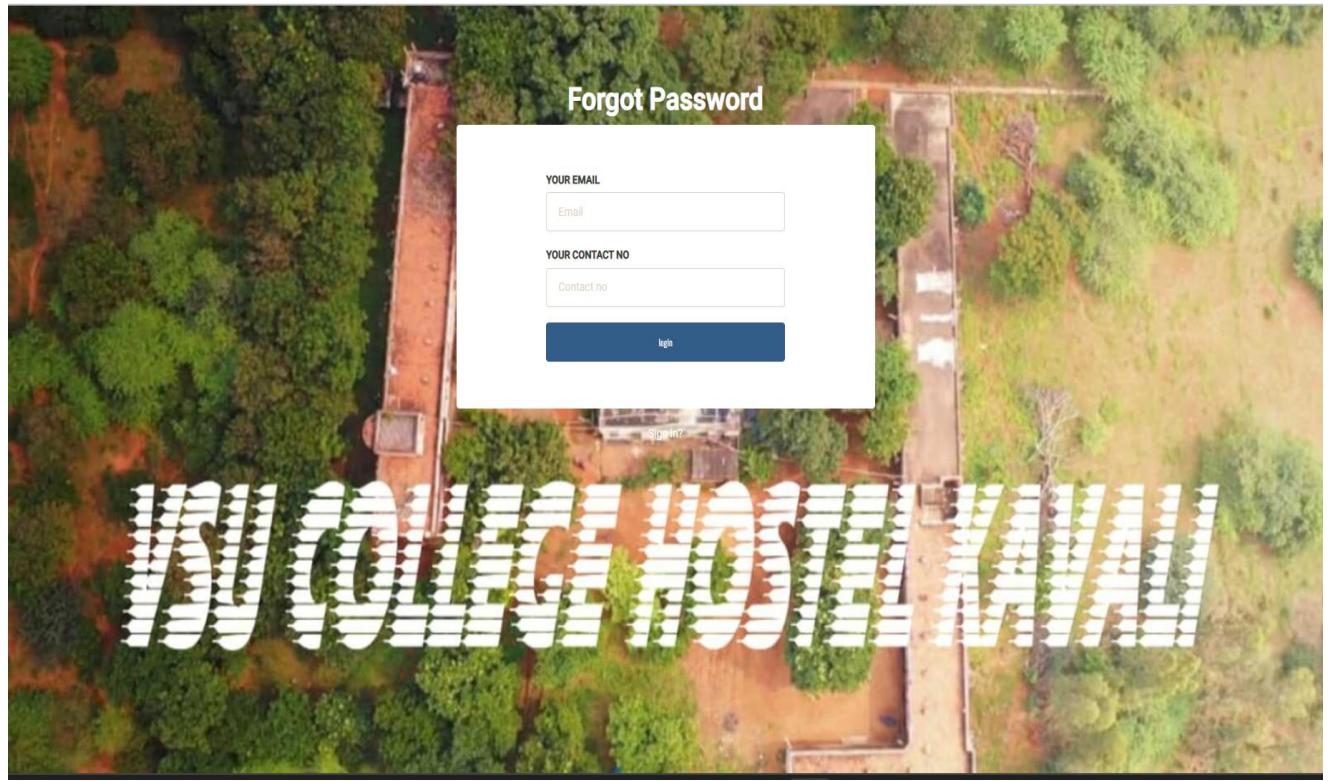 Forgot Password
YOUR EMAIL
Email
YOUR CONTACT NO
Contact no
login
Sign in?
VSU COLLEGE HOSTEL KAVALI